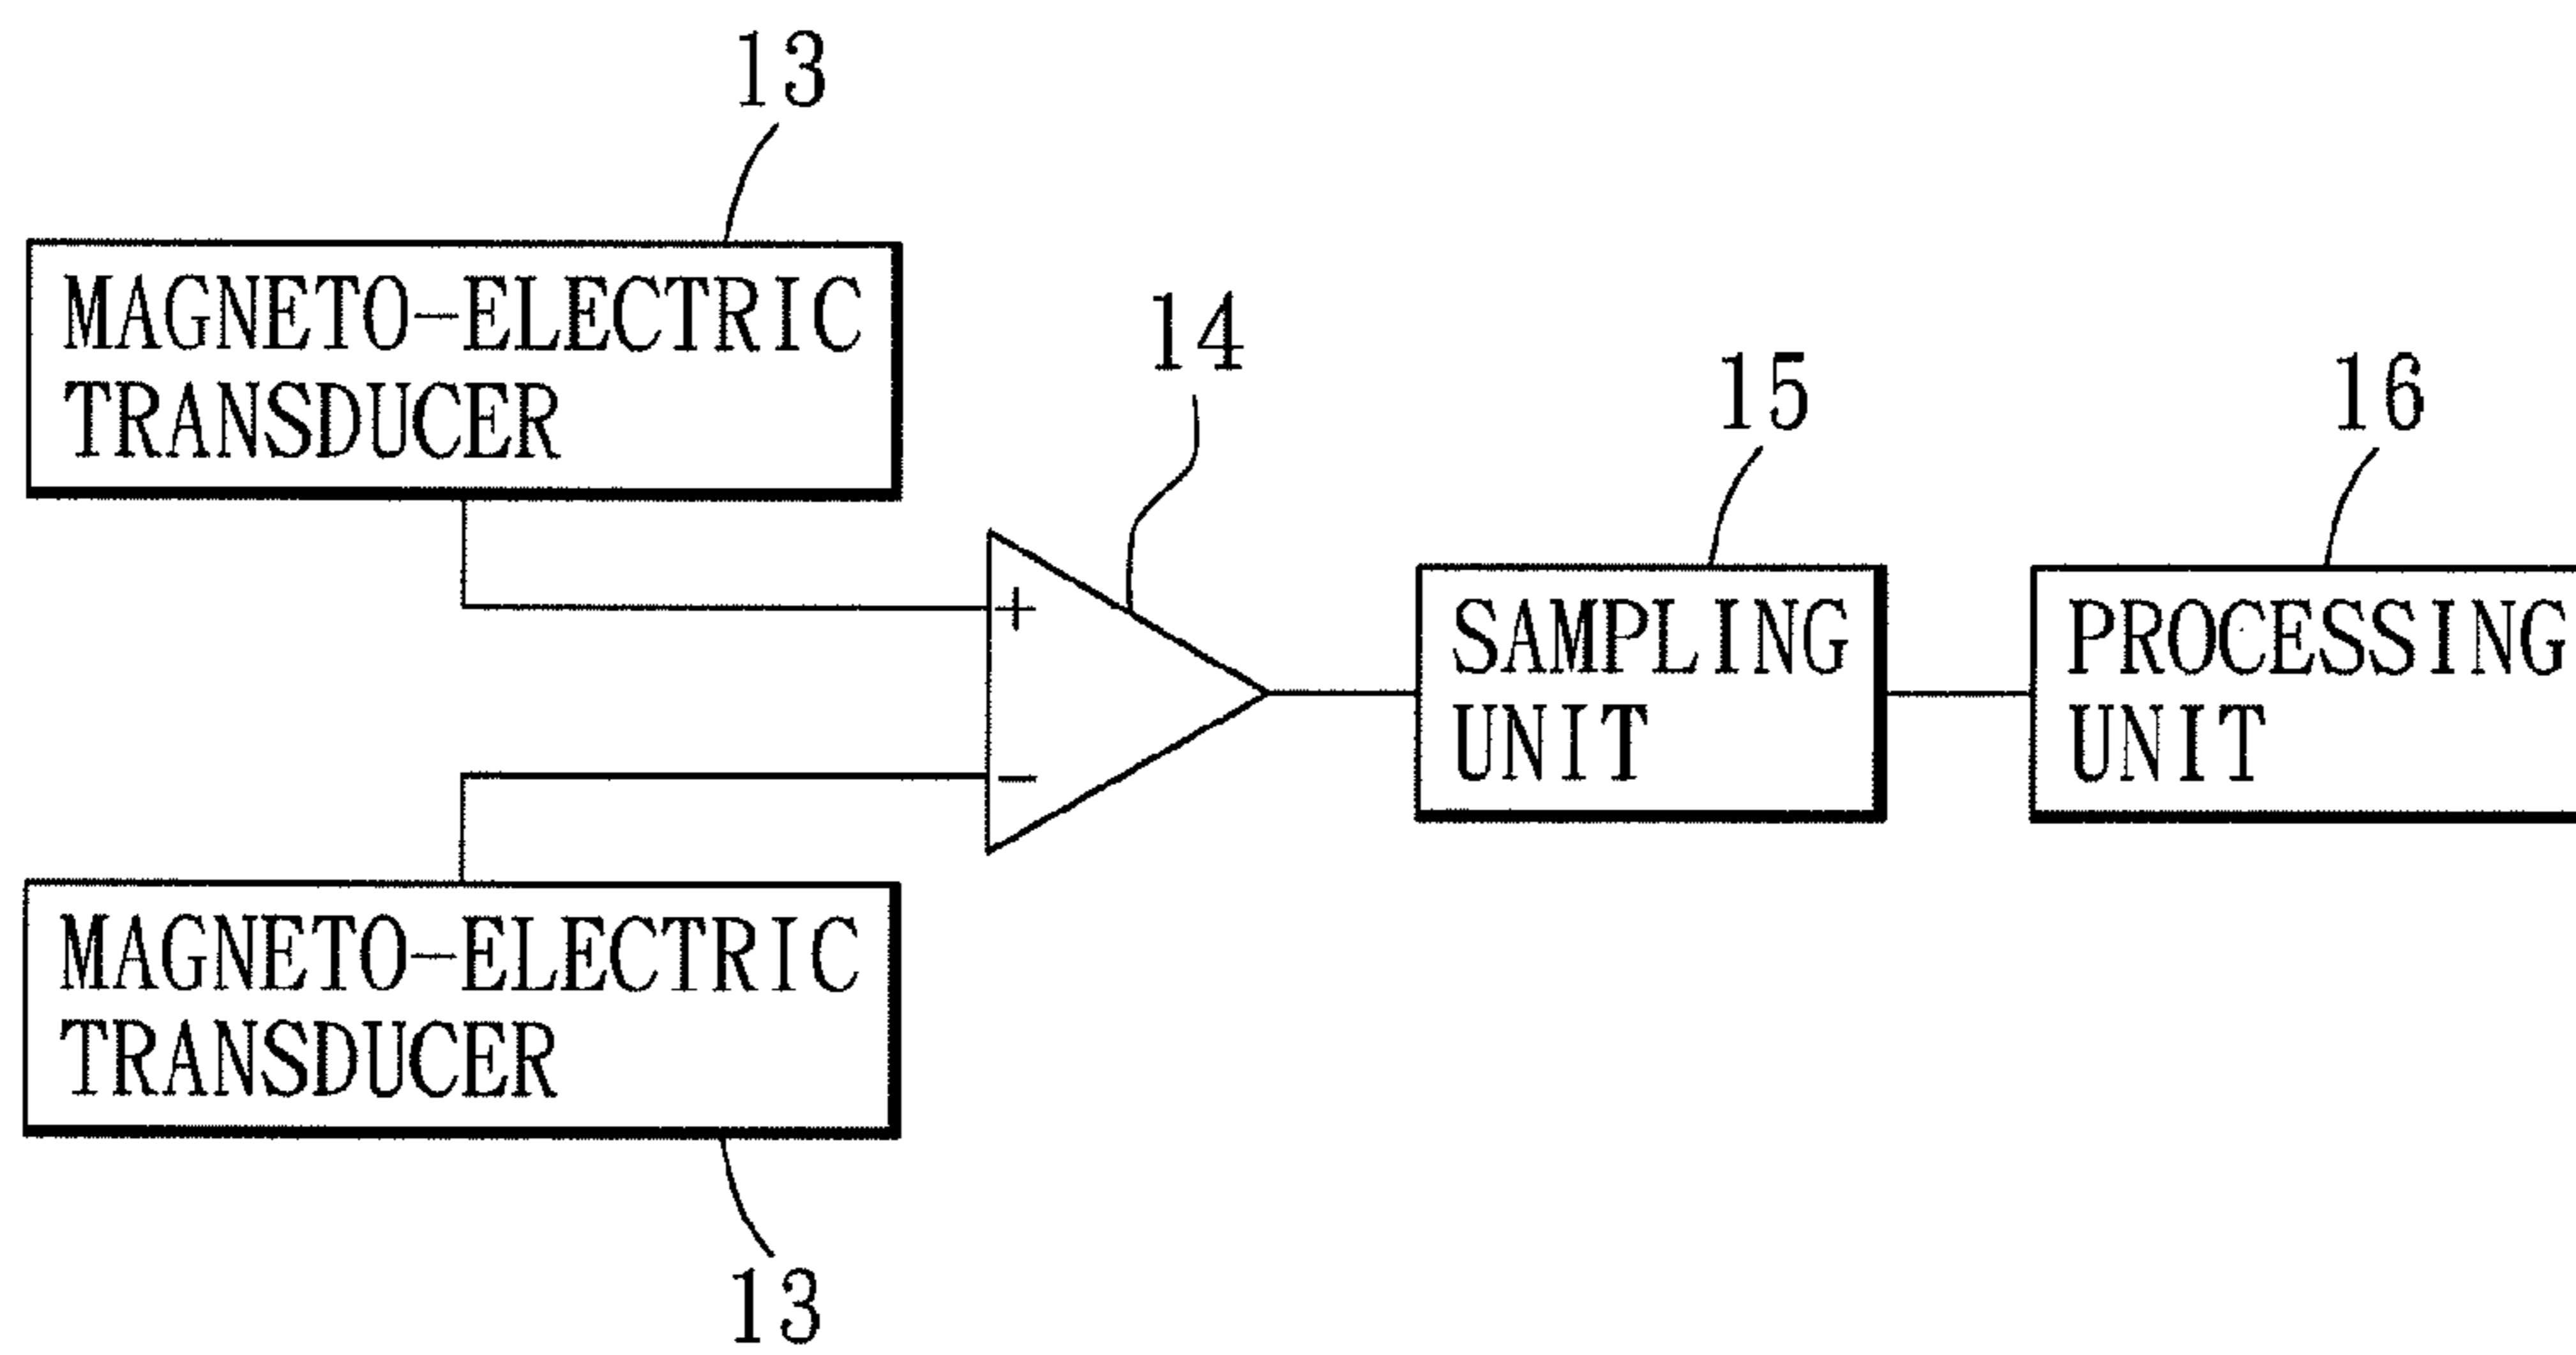 13
MAGNETO-ELECTRIC
TRANSDUCER
14
15
16
+
SAMPLING
UNIT
PROCESSING
UNIT
-
MAGNETO-ELECTRIC
TRANSDUCER
13